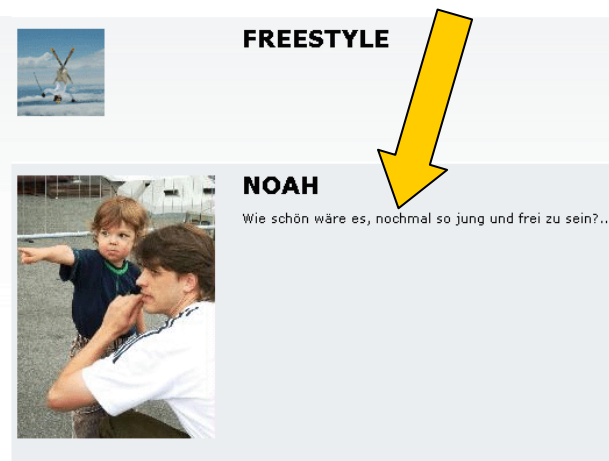 FREESTYLE
NOAH
Wie schön wäre es, nochmal so jung und frei zu sein?..